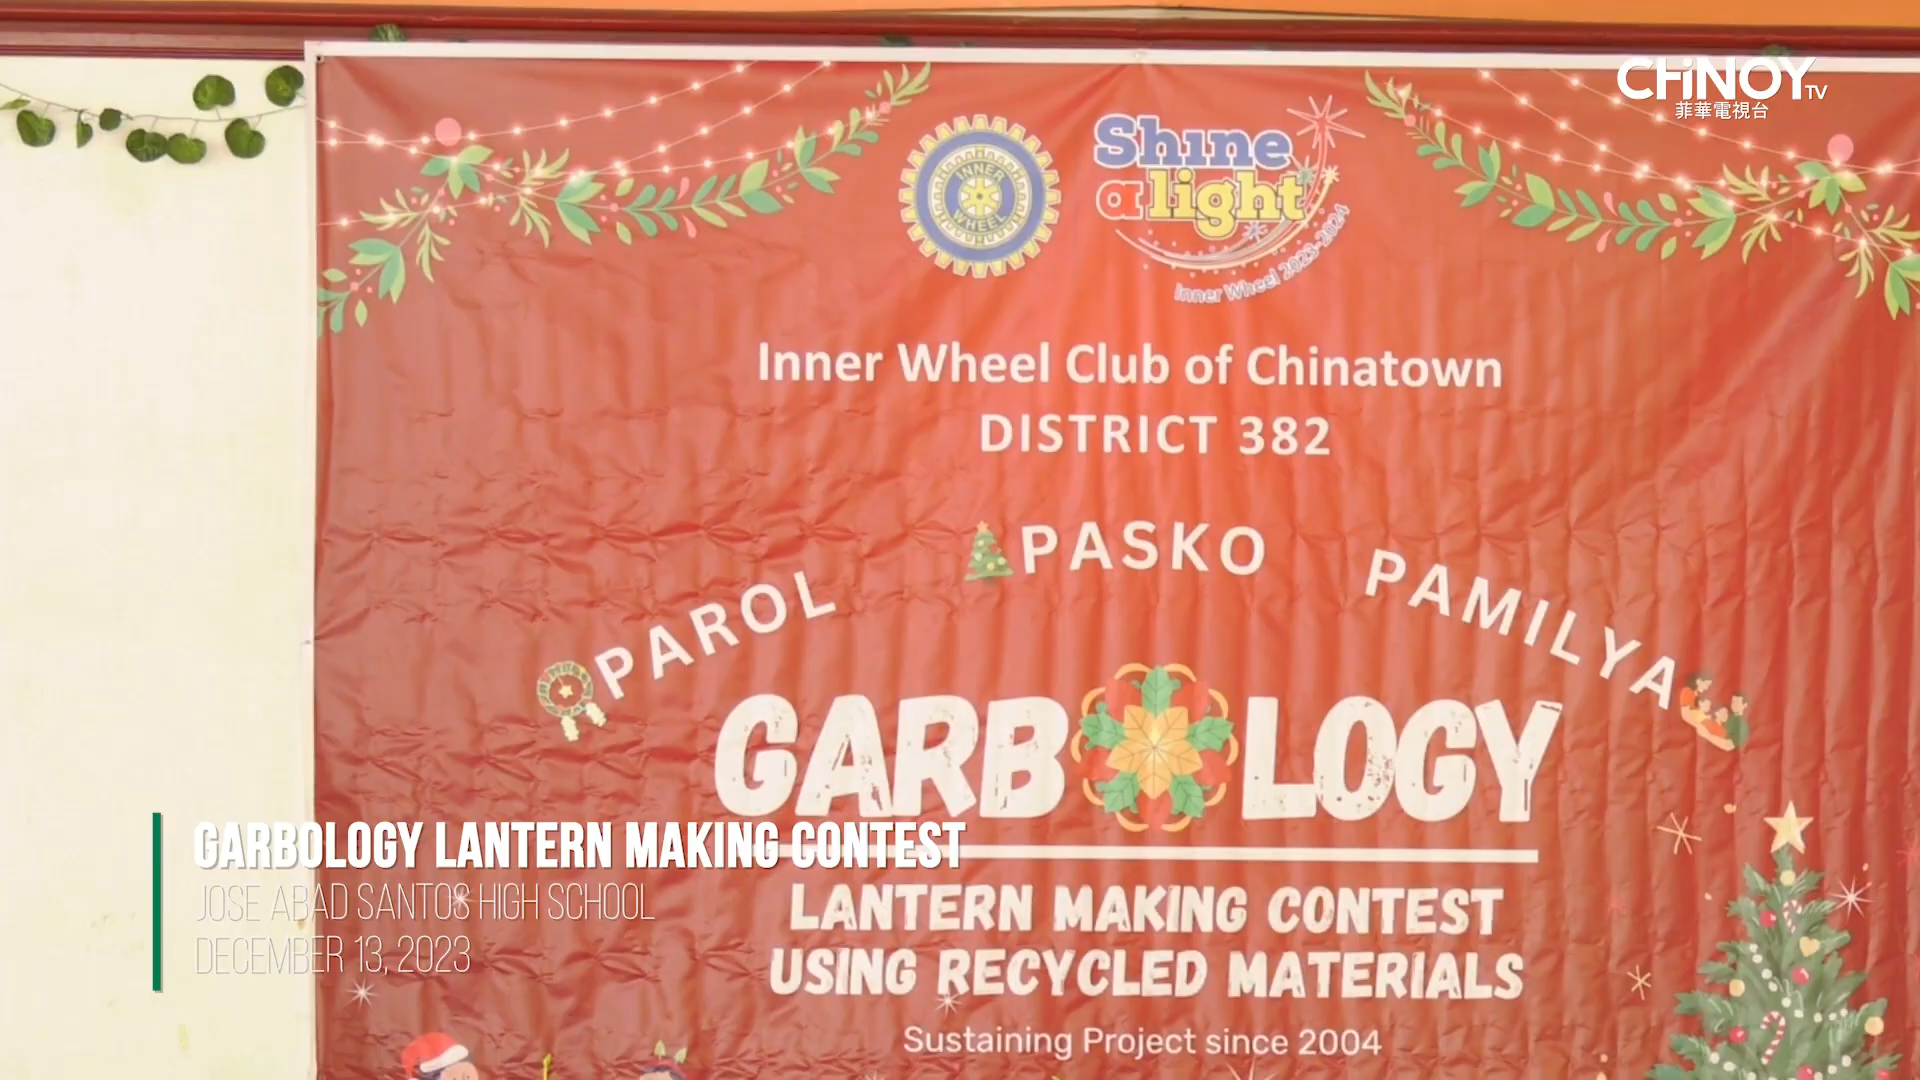 CHiNOY TV
菲華電視台
INNER WHEEL
Shine a light
Inner Wheel 2023-2024
Inner Wheel Club of Chinatown
DISTRICT 382
PAROL PASKO PAMILYA
GARBOLOGY
LANTERN MAKING CONTEST
USING RECYCLED MATERIALS
Sustaining Project since 2004
GARBOLOGY LANTERN MAKING CONTEST
JOSE ABAD SANTOS HIGH SCHOOL
DECEMBER 13, 2023